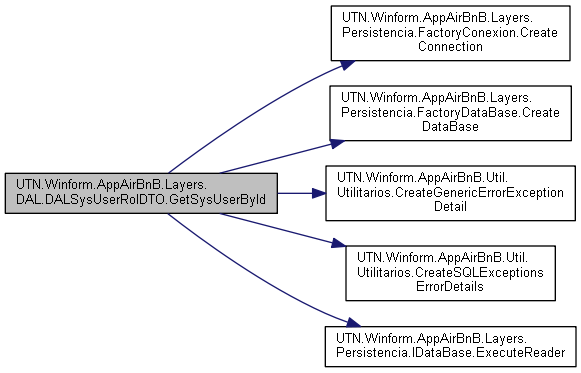 UTN.Winform.AppAirBnB.Layers.
Persistencia.FactoryConexion.Create
Connection
UTN.Winform.AppAirBnB.Layers.
Persistencia.FactoryDataBase.Create
DataBase
UTN.Winform.AppAirBnB.Layers.
DAL.DALSysUserRolDTO.GetSysUserById
UTN.Winform.AppAirBnB.Util.
Utilitarios.CreateGenericErrorException
Detail
UTN.Winform.AppAirBnB.Util.
Utilitarios.CreateSQLExceptions
ErrorDetails
UTN.Winform.AppAirBnB.Layers.
Persistencia.IDataBase.ExecuteReader